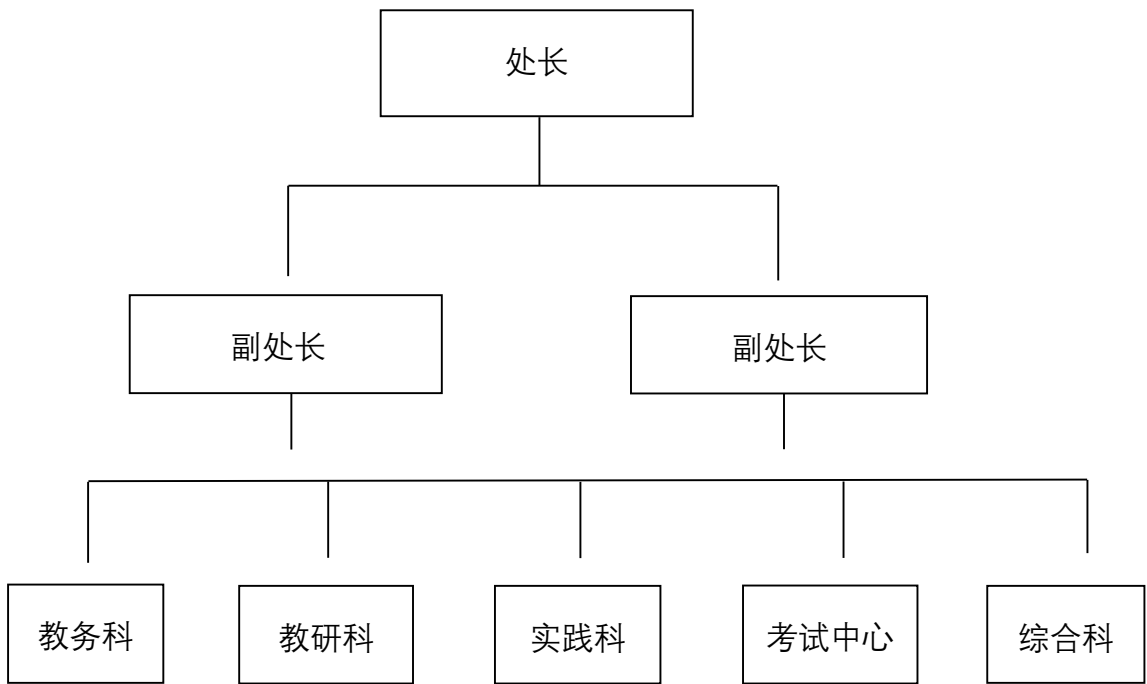 处长
副处长
副处长
教务科
教研科
实践科
考试中心
综合科